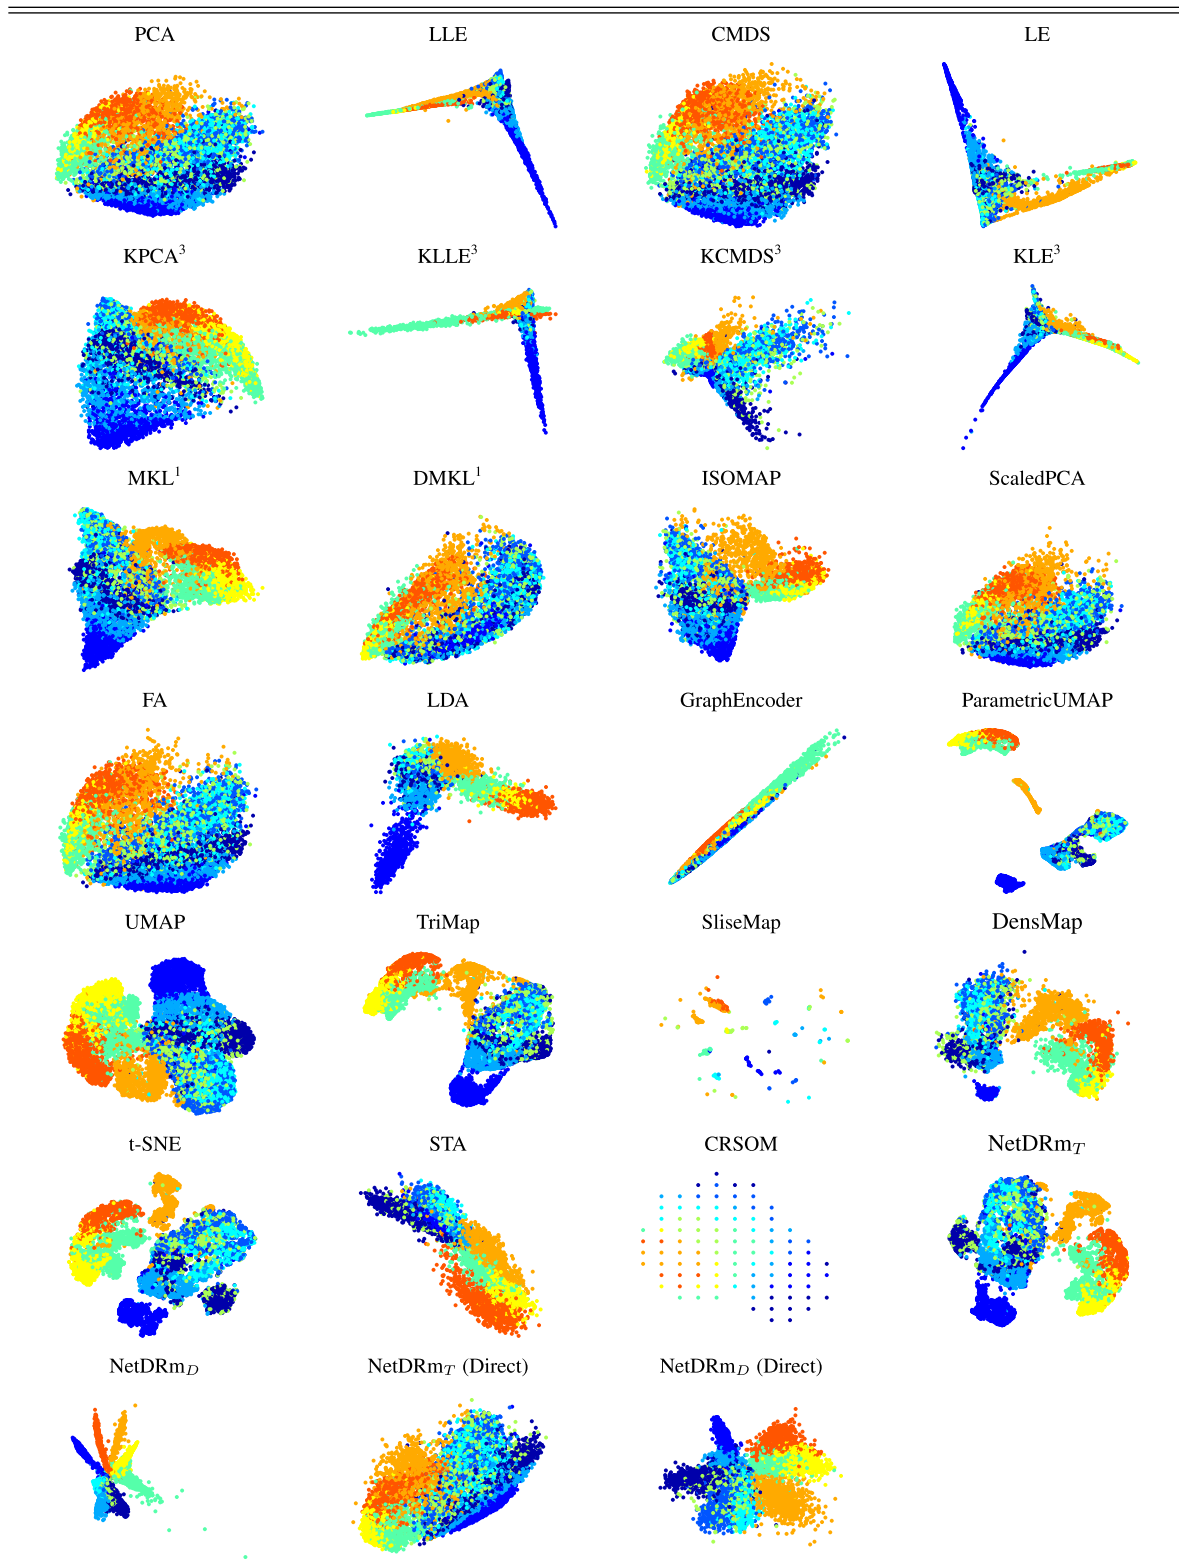 PCA LLE CMDS LE
KPCA³ KLLE³ KCMDS³ KLE³
MKL¹ DMKL¹ ISOMAP ScaledPCA
FA LDA GraphEncoder ParametricUMAP
UMAP TriMap SliseMap DensMap
t-SNE STA CRSOM NetDRm_T
NetDRm_D NetDRm_T (Direct) NetDRm_D (Direct)